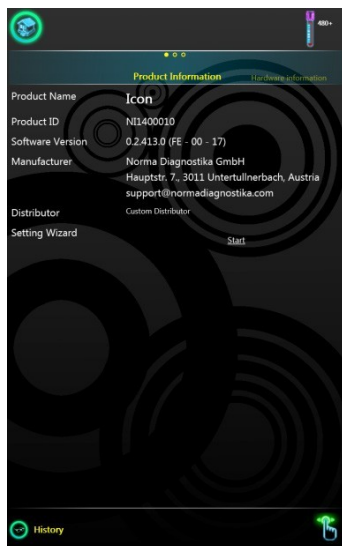 480+
Product Information Hardware information
Product Name Icon
Product ID NI1400010
Software Version 0.2.413.0 (FE - 00 - 17)
Manufacturer Norma Diagnostika GmbH
Hauptstr. 7., 3011 Untertullnerbach, Austria
support@normadiagnostika.com
Distributor Custom Distributor
Setting Wizard
Start
History